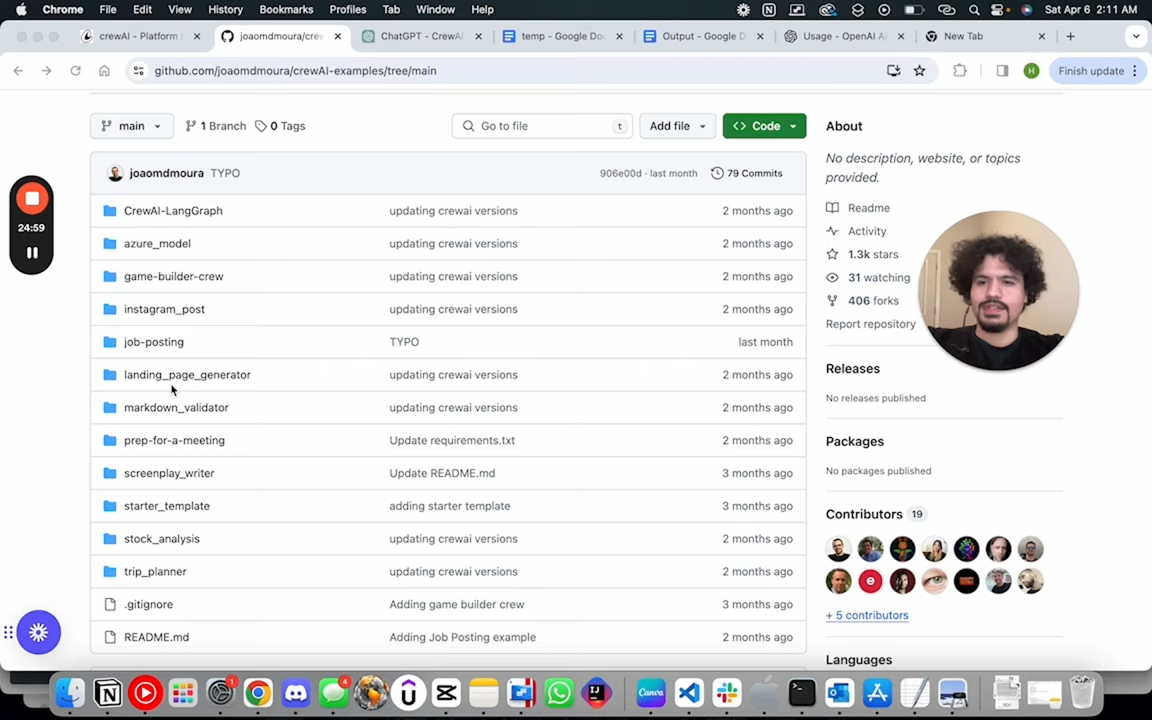 Chrome File Edit View History Bookmarks Profiles Tab Window Help Sat Apr 6 2:11 AM
crewAI - Platform joaomdmoura/crew ChatGPT - CrewA temp - Google Do Output - Google D Usage - OpenAI A New Tab
github.com/joaomdmoura/crewAI-examples/tree/main H Finish update
main 1 Branch 0 Tags Go to file t Add file Code About
No description, website, or topics
provided.
joaomdmoura TYPO 906e00d · last month 79 Commits
CrewAI-LangGraph updating crewai versions 2 months ago
Readme
azure_model updating crewai versions 2 months ago
Activity
24:59
1.3k stars
game-builder-crew updating crewai versions 2 months ago
31 watching
406 forks
instagram_post updating crewai versions 2 months ago
Report repository
job-posting TYPO last month
landing_page_generator updating crewai versions 2 months ago
Releases
No releases published
markdown_validator updating crewai versions 2 months ago
prep-for-a-meeting Update requirements.txt 2 months ago
Packages
No packages published
screenplay_writer Update README.md 3 months ago
starter_template adding starter template 3 months ago
Contributors 19
stock_analysis updating crewai versions 2 months ago
trip_planner updating crewai versions 2 months ago
.gitignore Adding game builder crew 3 months ago
+ 5 contributors
README.md Adding Job Posting example 2 months ago
Languages
1
4
Canva